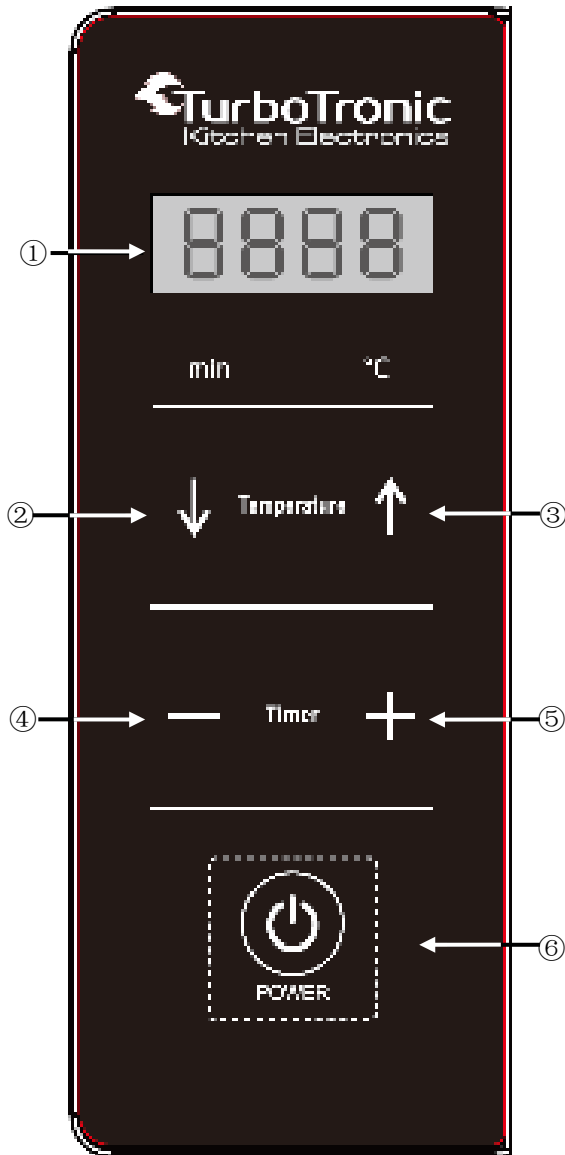 TurboTronic
Kitchen Electronics
① 8888
min °C
② ↓ Temperature ↑ ③
④ − Timer + ⑤
⑥
POWER